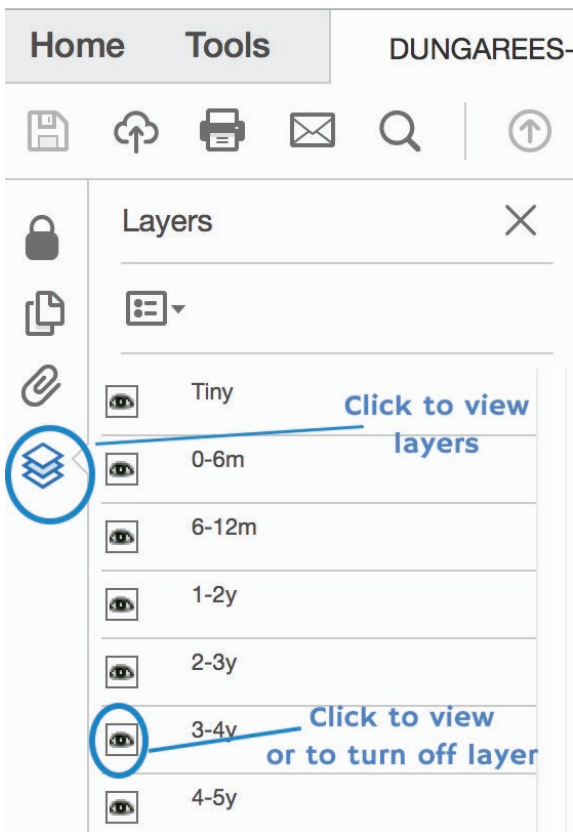 Home Tools DUNGAREES-
Layers
Tiny
Click to view
layers
0-6m
6-12m
1-2y
2-3y
3-4y
Click to view
or to turn off layer
4-5y